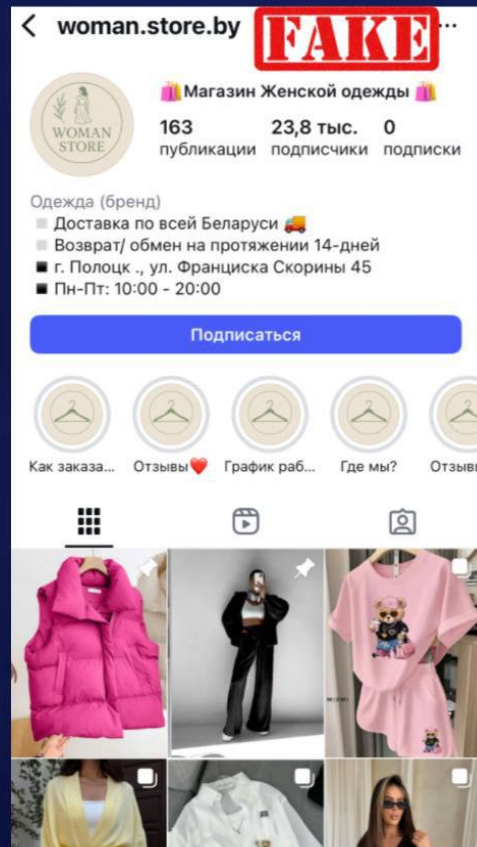 woman.store.by
FAKE
🛍️Магазин Женской одежды 🛍️
163
23,8 тыс.
0
публикации
подписчики
подписки
WOMAN
STORE
Одежда (бренд)
Доставка по всей Беларуси 🚚
Возврат/ обмен на протяжении 14-дней
г. Полоцк ., ул. Франциска Скорины 45
Пн-Пт: 10:00 - 20:00
Подписаться
Как заказа...
Отзывы❤️
График раб...
Где мы?
Отзывы